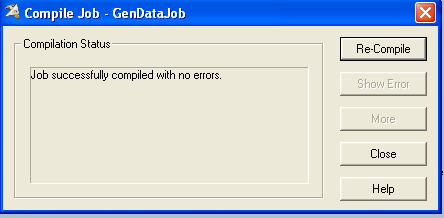 Compile Job - GenDataJob
Compilation Status
Job successfully compiled with no errors.
Re-Compile
Show Error
More
Close
Help